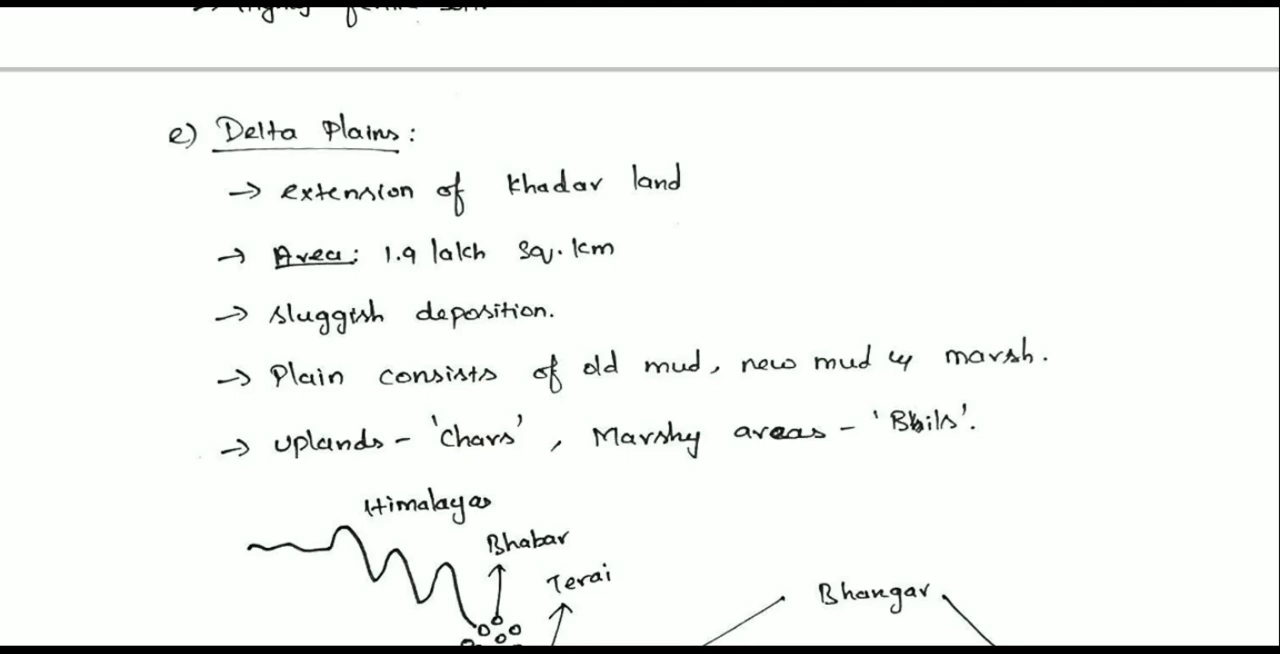 e) Delta Plains:
→ extension of Khadar land
→ Area: 1.9 lakh sq. km
→ sluggish deposition.
→ Plain consists of old mud, new mud & marsh.
→ uplands - 'Chars', Marshy areas - 'Bhils'.
Himalayas
Bhabar
Terai
Bhangar